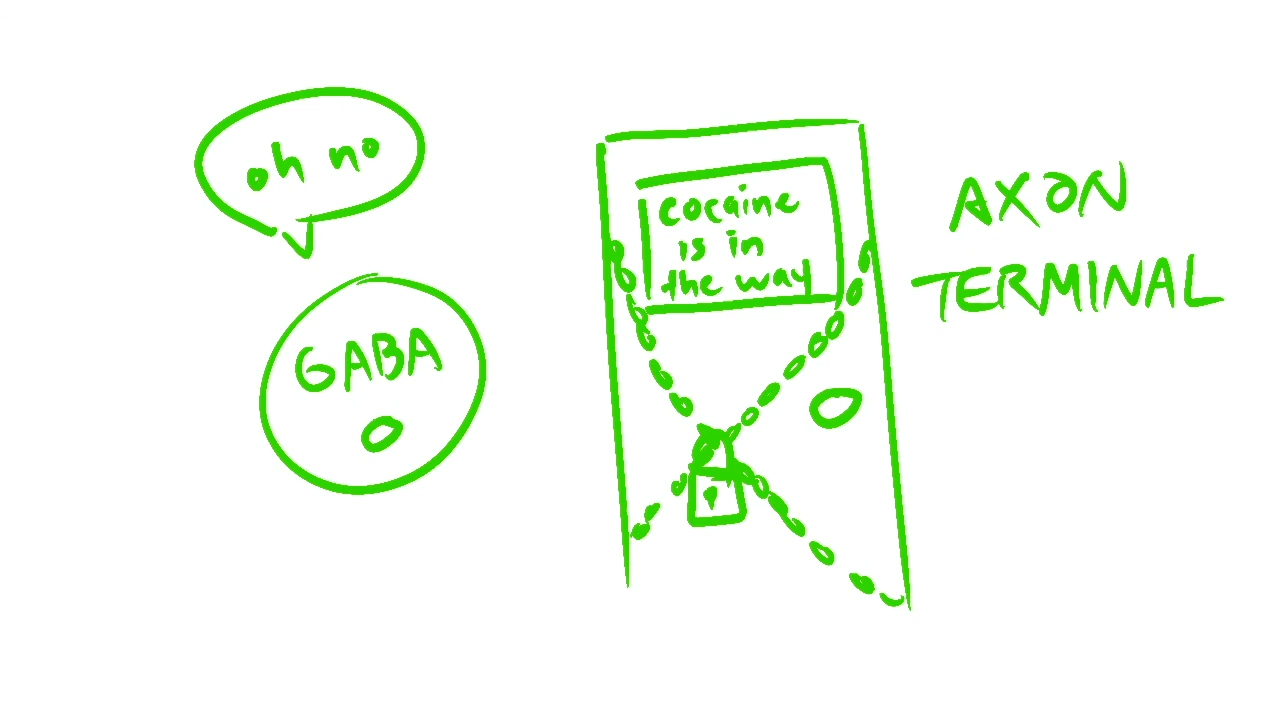 oh no
GABA
cocaine
is in
the way
AXON
TERMINAL